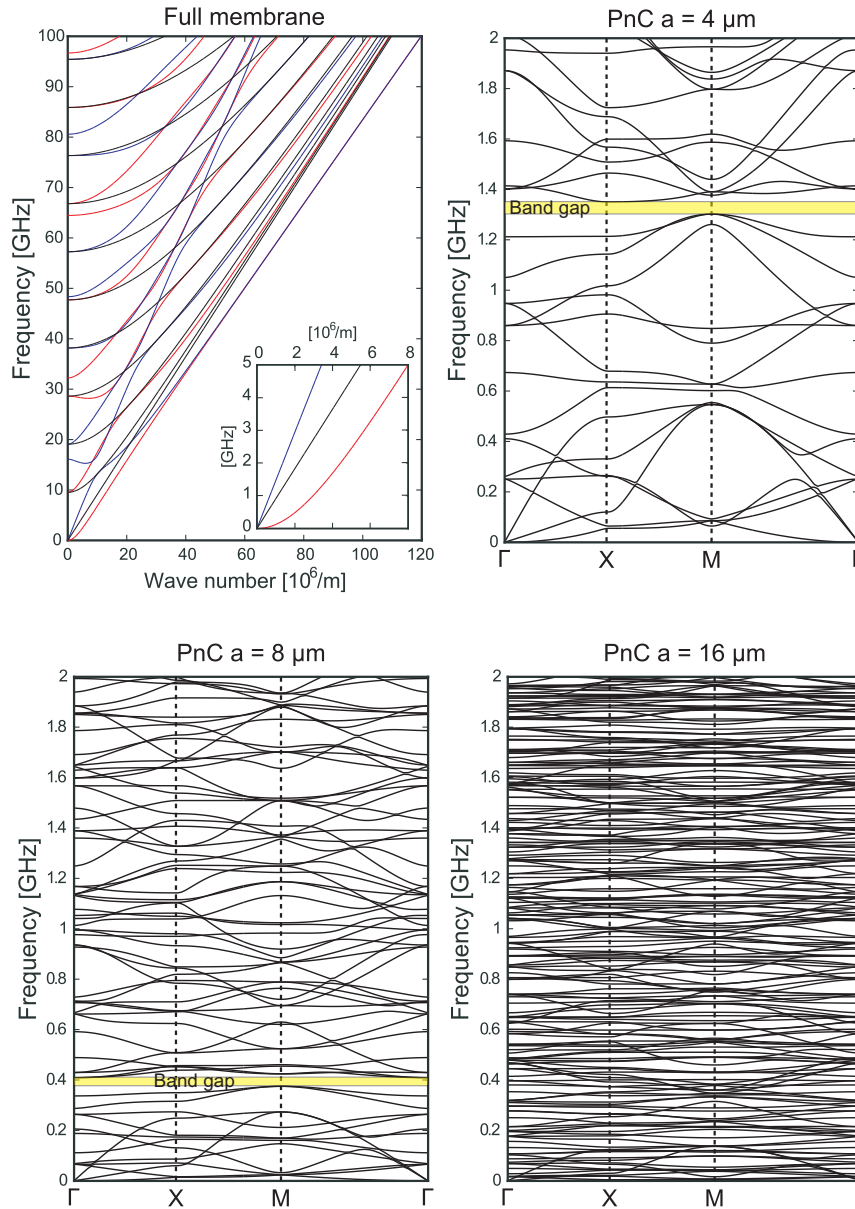 Full membrane
100
90
80
70
60
50
40
30
20
10
0
Frequency [GHz]
0 20 40 60 80 100 120
Wave number [10^6/m]
[10^6/m]
0 2 4 6 8
5
4
3
2
1
0
[GHz]
PnC a = 4 µm
2
1.8
1.6
1.4
Band gap
1.2
1
0.8
0.6
0.4
0.2
0
Frequency [GHz]
Γ X M Γ
PnC a = 8 µm
2
1.8
1.6
1.4
1.2
1
0.8
0.6
0.4
Band gap
0.2
0
Frequency [GHz]
Γ X M Γ
PnC a = 16 µm
2
1.8
1.6
1.4
1.2
1
0.8
0.6
0.4
0.2
0
Frequency [GHz]
Γ X M